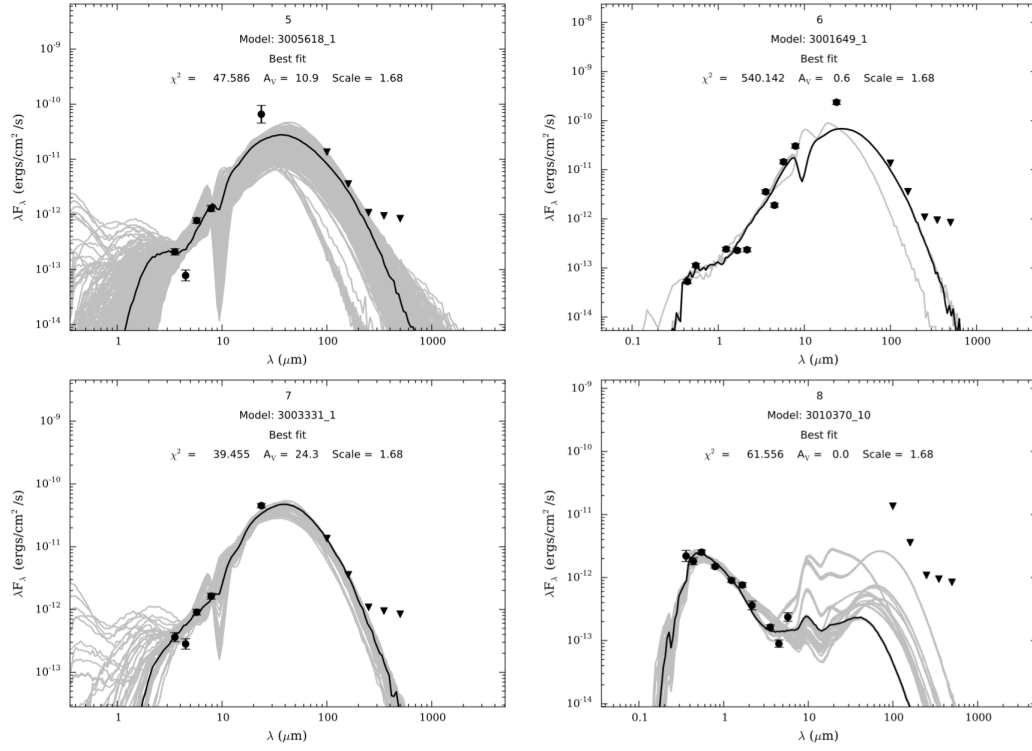 5
Model: 3005618_1
Best fit
χ² = 47.586 A_V = 10.9 Scale = 1.68
10⁻⁹
10⁻¹⁰
10⁻¹¹
10⁻¹²
10⁻¹³
10⁻¹⁴
λF_λ (ergs/cm² /s)
1 10 100 1000
λ (μm)
6
Model: 3001649_1
Best fit
χ² = 540.142 A_V = 0.6 Scale = 1.68
10⁻⁸
10⁻⁹
10⁻¹⁰
10⁻¹¹
10⁻¹²
10⁻¹³
10⁻¹⁴
λF_λ (ergs/cm² /s)
0.1 1 10 100 1000
λ (μm)
7
Model: 3003331_1
Best fit
χ² = 39.455 A_V = 24.3 Scale = 1.68
10⁻⁹
10⁻¹⁰
10⁻¹¹
10⁻¹²
10⁻¹³
λF_λ (ergs/cm² /s)
1 10 100 1000
λ (μm)
8
Model: 3010370_10
Best fit
χ² = 61.556 A_V = 0.0 Scale = 1.68
10⁻⁹
10⁻¹⁰
10⁻¹¹
10⁻¹²
10⁻¹³
10⁻¹⁴
λF_λ (ergs/cm² /s)
0.1 1 10 100 1000
λ (μm)